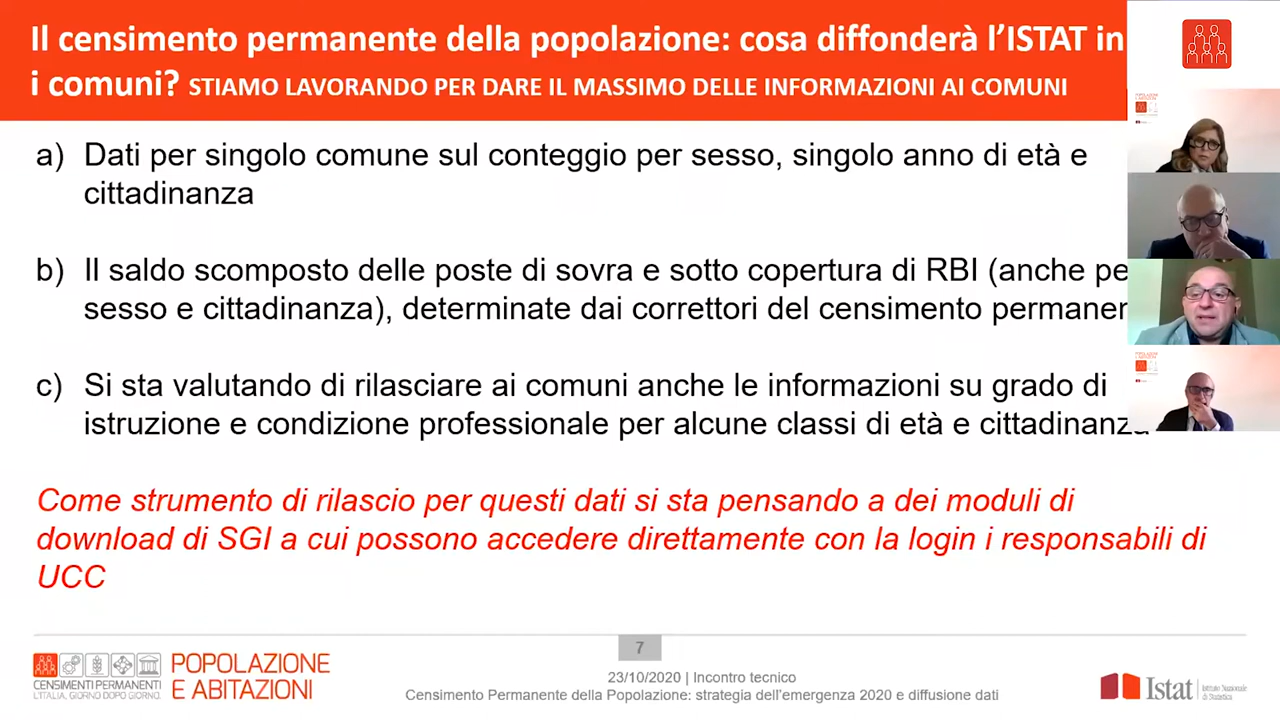 Il censimento permanente della popolazione: cosa diffonderà l'ISTAT in
i comuni? STIAMO LAVORANDO PER DARE IL MASSIMO DELLE INFORMAZIONI AI COMUNI
a) Dati per singolo comune sul conteggio per sesso, singolo anno di età e
cittadinanza
b) Il saldo scomposto delle poste di sovra e sotto copertura di RBI (anche pe
sesso e cittadinanza), determinate dai correttori del censimento permanen
c) Si sta valutando di rilasciare ai comuni anche le informazioni su grado di
istruzione e condizione professionale per alcune classi di età e cittadinanza
Come strumento di rilascio per questi dati si sta pensando a dei moduli di
download di SGI a cui possono accedere direttamente con la login i responsabili di
UCC
7
CENSIMENTI PERMANENTI
L'ITALIA, GIORNO DOPO GIORNO.
POPOLAZIONE
E ABITAZIONI
23/10/2020 | Incontro tecnico
Censimento Permanente della Popolazione: strategia dell'emergenza 2020 e diffusione dati
Istat
Istituto Nazionale
di Statistica